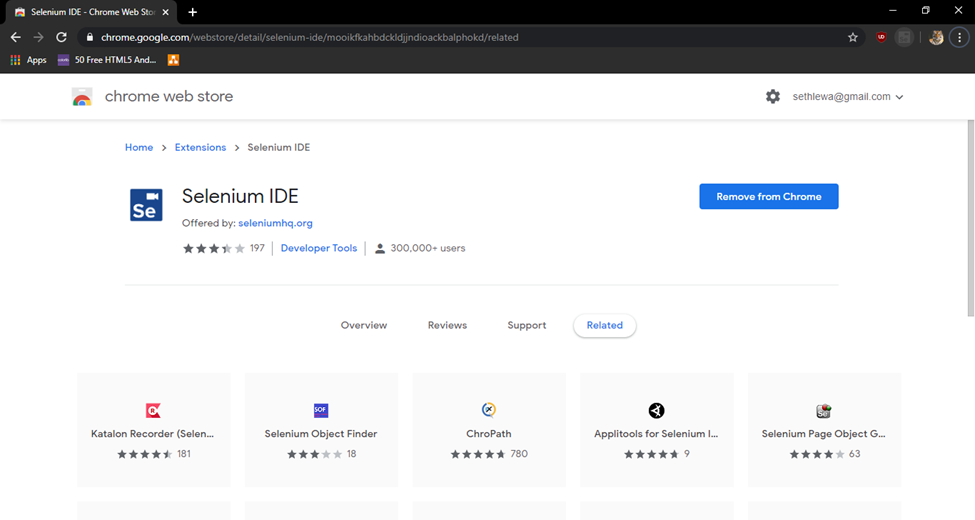 Selenium IDE - Chrome Web Sto
chrome.google.com/webstore/detail/selenium-ide/mooikfkahbdckldjjndioackbalphokd/related
Apps 50 Free HTML5 And...
chrome web store
sethlewa@gmail.com
Home > Extensions > Selenium IDE
Se
Selenium IDE
Remove from Chrome
Offered by: seleniumhq.org
197 Developer Tools 300,000+ users
Overview Reviews Support Related
SOF
Katalon Recorder (Selen... Selenium Object Finder ChroPath Applitools for Selenium I... Selenium Page Object G...
181 18 780 9 63